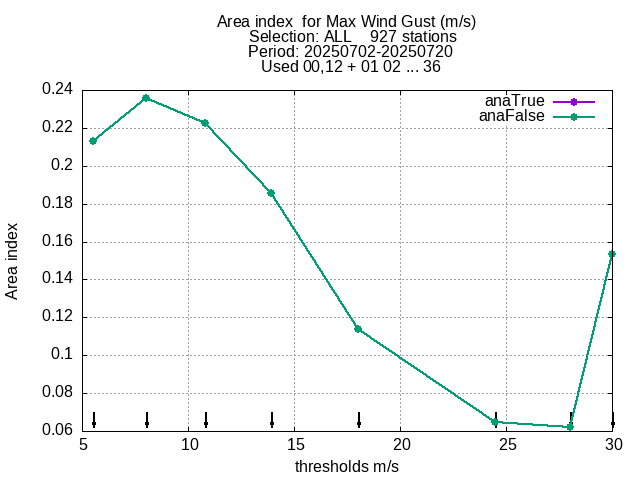 Area index  for Max Wind Gust (m/s)
Selection: ALL    927 stations
Period: 20250702-20250720
Used 00,12 + 01 02 ... 36
anaTrue
anaFalse
0.24
0.22
0.2
0.18
0.16
0.14
0.12
0.1
0.08
0.06
Area index
5 10 15 20 25 30
thresholds m/s